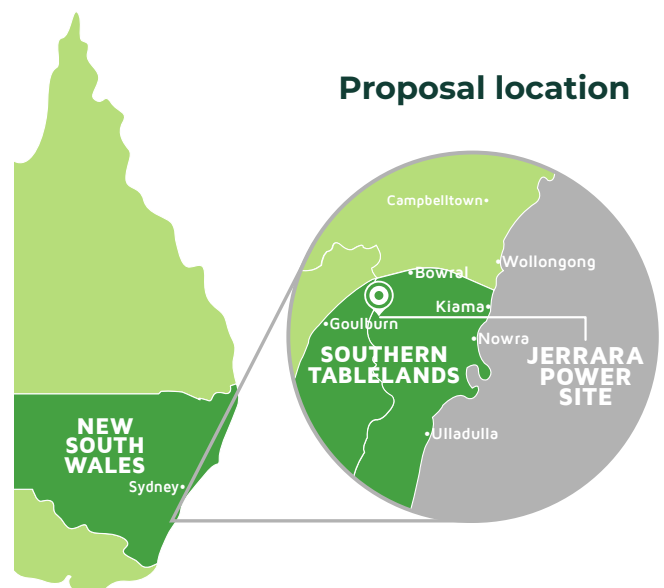 Proposal location
Campbelltown
Wollongong
Bowral
Kiama
Goulburn
Nowra
SOUTHERN
TABLELANDS
JERRARA
POWER
SITE
Ulladulla
NEW
SOUTH
WALES
Sydney